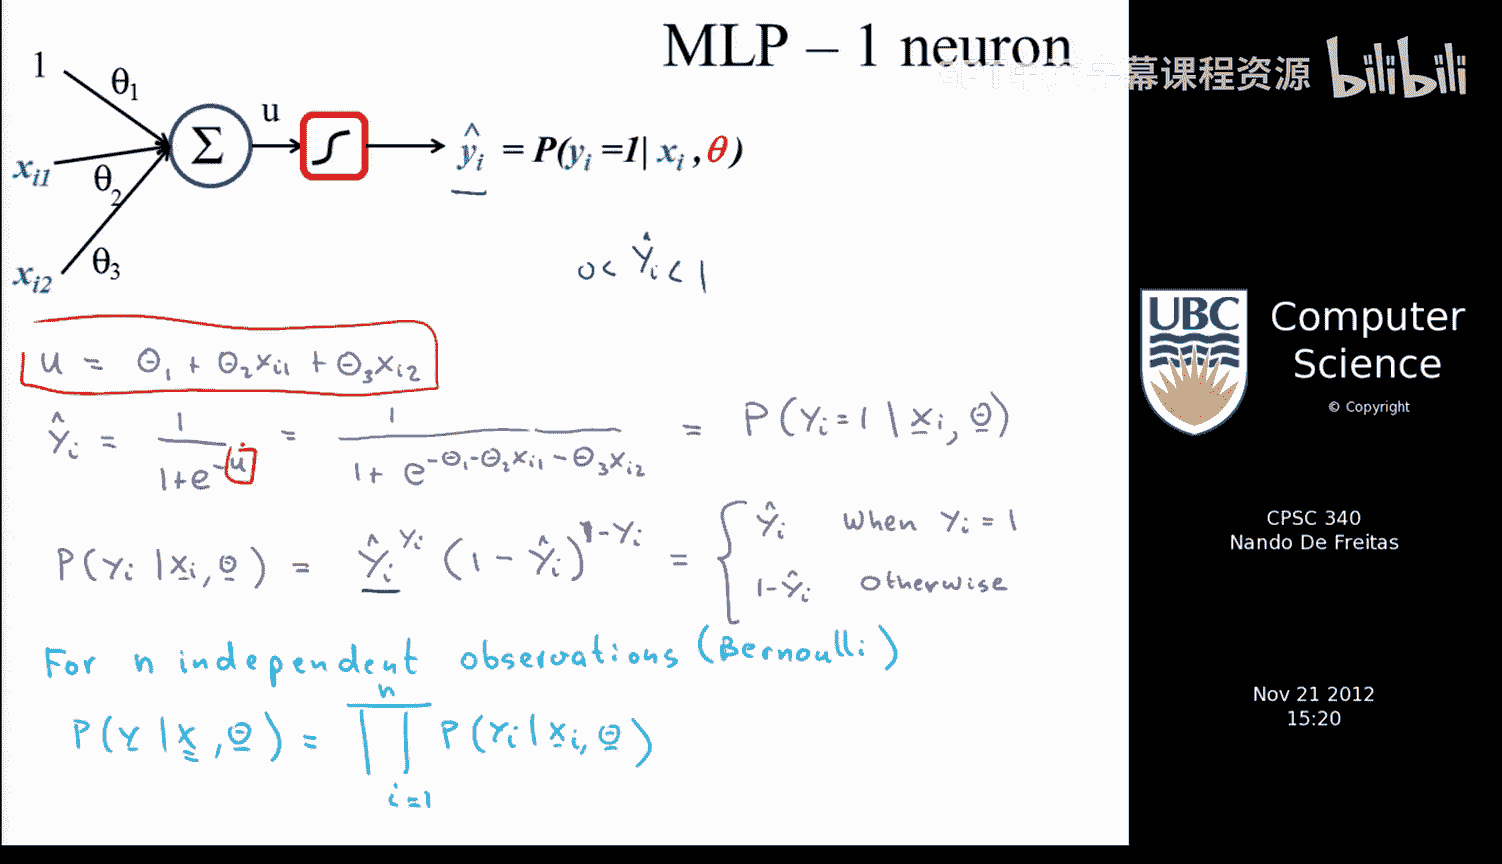 MLP – 1 neuron
幕课程资源 bilibili
1
θ₁
u
Σ
ŷᵢ = P(yᵢ =1| xᵢ ,θ)
xᵢ₁
θ₂
xᵢ₂
θ₃
0< Ŷᵢ < 1
u = Θ₁ + Θ₂xᵢ₁ + Θ₃xᵢ₂
Ŷᵢ = 1/(1+e^(-u)) = 1/(1+ e^(-Θ₁-Θ₂xᵢ₁-Θ₃xᵢ₂)) = P(Yᵢ=1 | xᵢ, Θ)
P(Yᵢ | xᵢ, Θ) = Ŷᵢ^(Yᵢ) (1-Ŷᵢ)^(1-Yᵢ) = { Ŷᵢ when Yᵢ = 1
1-Ŷᵢ otherwise
For n independent observations (Bernoulli)
P(Y | X, Θ) = ∏ᵢ₌₁ⁿ P(Yᵢ | xᵢ, Θ)
UBC
Computer
Science
© Copyright
CPSC 340
Nando De Freitas
Nov 21 2012
15:20